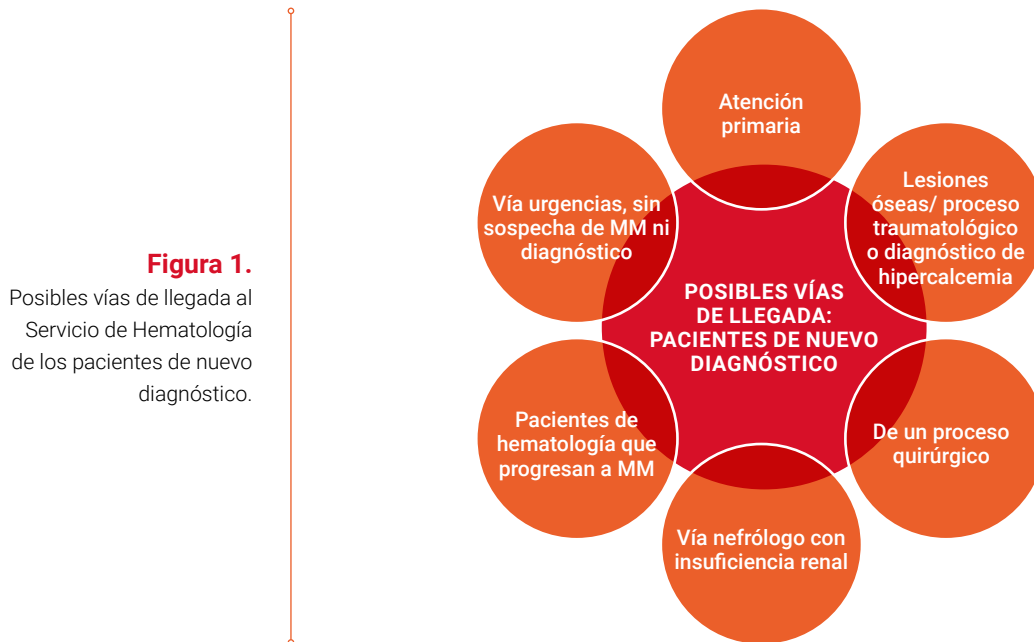 Figura 1.
Posibles vías de llegada al
Servicio de Hematología
de los pacientes de nuevo
diagnóstico.
Atención
primaria
Lesiones
óseas/ proceso
traumatológico
o diagnóstico de
hipercalcemia
De un proceso
quirúrgico
Vía nefrólogo con
insuficiencia renal
Pacientes de
hematología que
progresan a MM
Vía urgencias, sin
sospecha de MM ni
diagnóstico
POSIBLES VÍAS
DE LLEGADA:
PACIENTES DE NUEVO
DIAGNÓSTICO